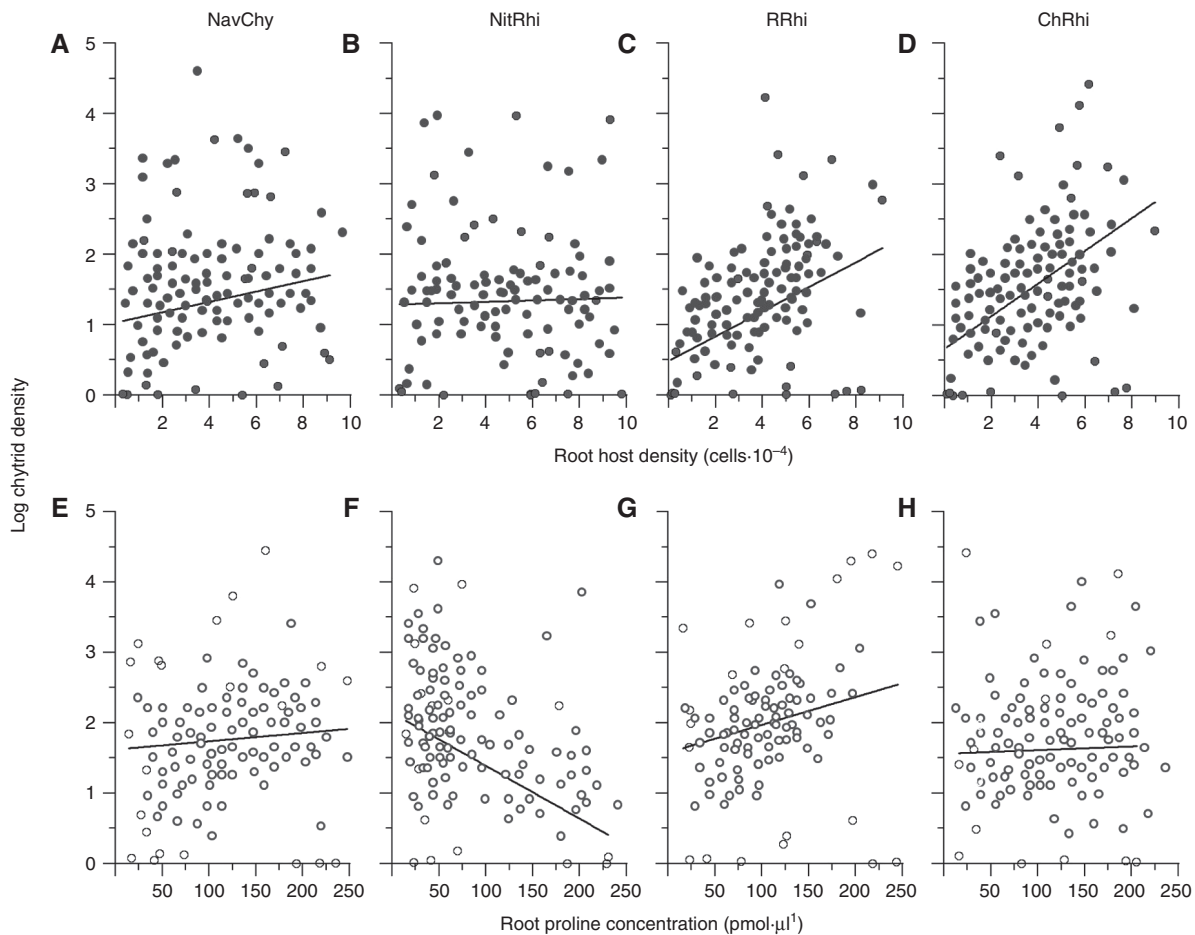 NavChy NitRhi RRhi ChRhi
A B C D
5 4 3 2 1 0
2 4 6 8 10 2 4 6 8 10 2 4 6 8 10 2 4 6 8 10
Root host density (cells·10⁻⁴)
Log chytrid density
E F G H
5 4 3 2 1 0
50 100 150 200 250 50 100 150 200 250 50 100 150 200 250 50 100 150 200 250
Root proline concentration (pmol·µl¹)